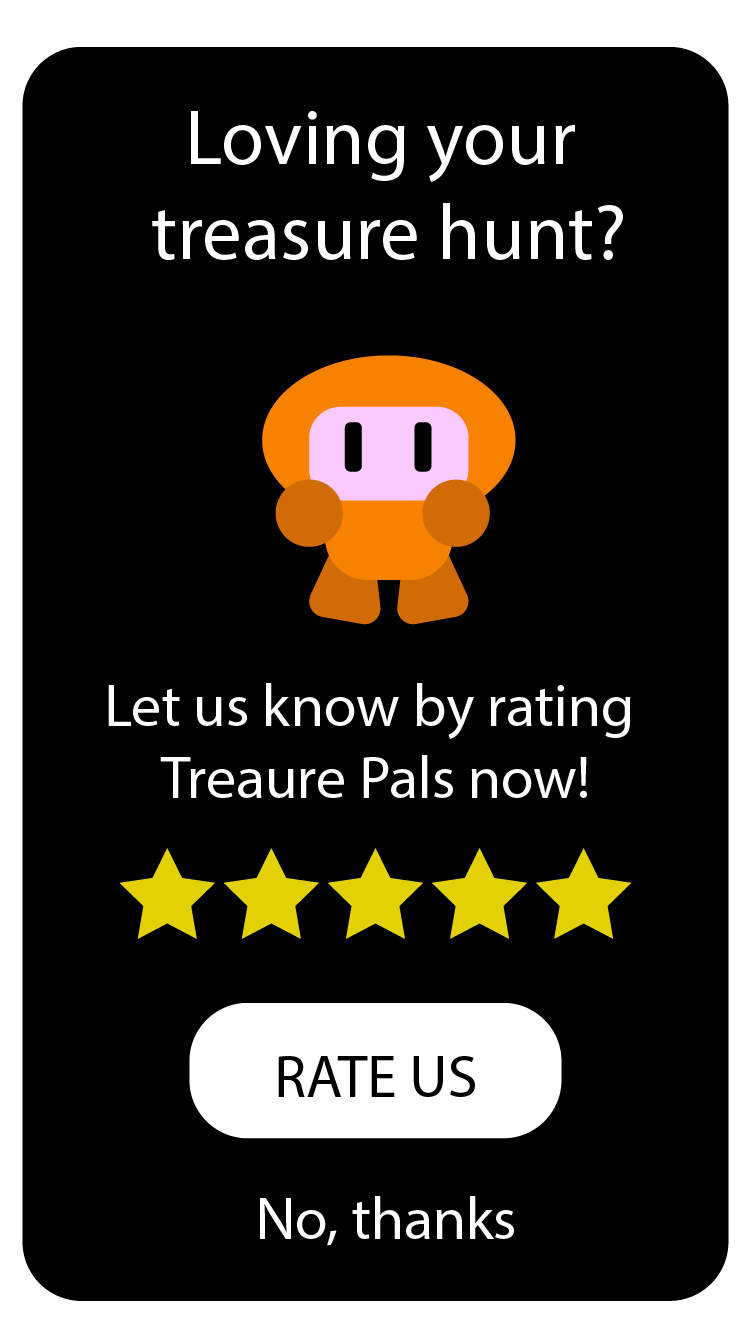 Loving your
treasure hunt?
Let us know by rating
Treaure Pals now!
RATE US
No, thanks